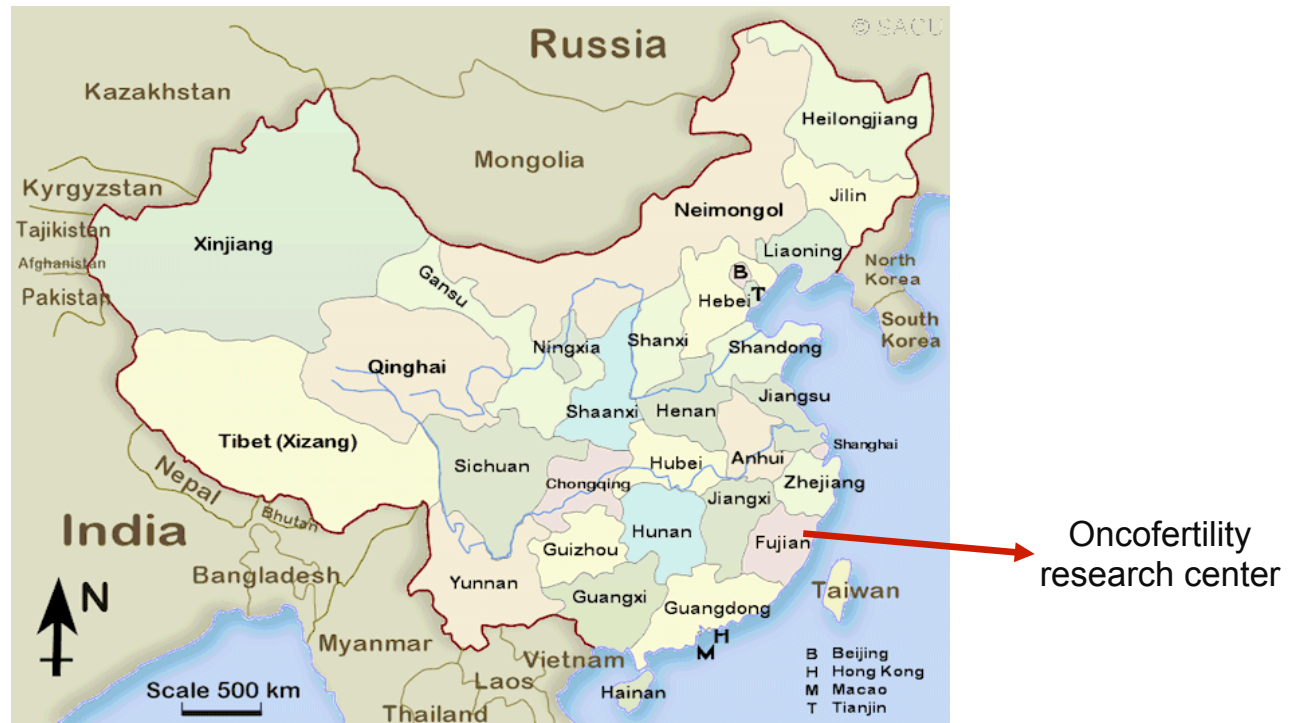 © SACU
Russia
Kazakhstan
Heilongjiang
Mongolia
Kyrgyzstan
Jilin
Neimongol
Tajikistan
Xinjiang
Liaoning
Afghanistan
North
Korea
B
Gansu
Pakistan
Hebei
T
South
Korea
Shanxi
Ningxia
Shandong
Qinghai
Jiangsu
Shaanxi
Henan
Tibet (Xizang)
Shanghai
Sichuan
Hubei
Anhui
Chongqing
Zhejiang
Nepal
Jiangxi
Bhutan
India
Hunan
Fujian
Oncofertility
research center
Guizhou
Bangladesh
Yunnan
Taiwan
N
Guangxi
Guangdong
H
M
Myanmar
Vietnam
B Beijing
H Hong Kong
M Macao
T Tianjin
Laos
Hainan
Scale 500 km
Thailand